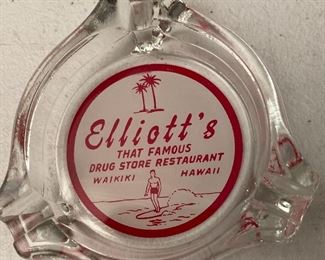 Elliott's
THAT FAMOUS
DRUG STORE RESTAURANT
WAIKIKI HAWAII